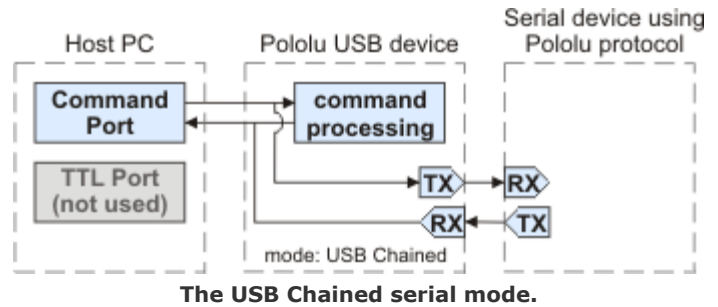 Host PC
Pololu USB device
Serial device using
Pololu protocol
Command
Port
command
processing
TTL Port
(not used)
TX
RX
RX
TX
mode: USB Chained
The USB Chained serial mode.